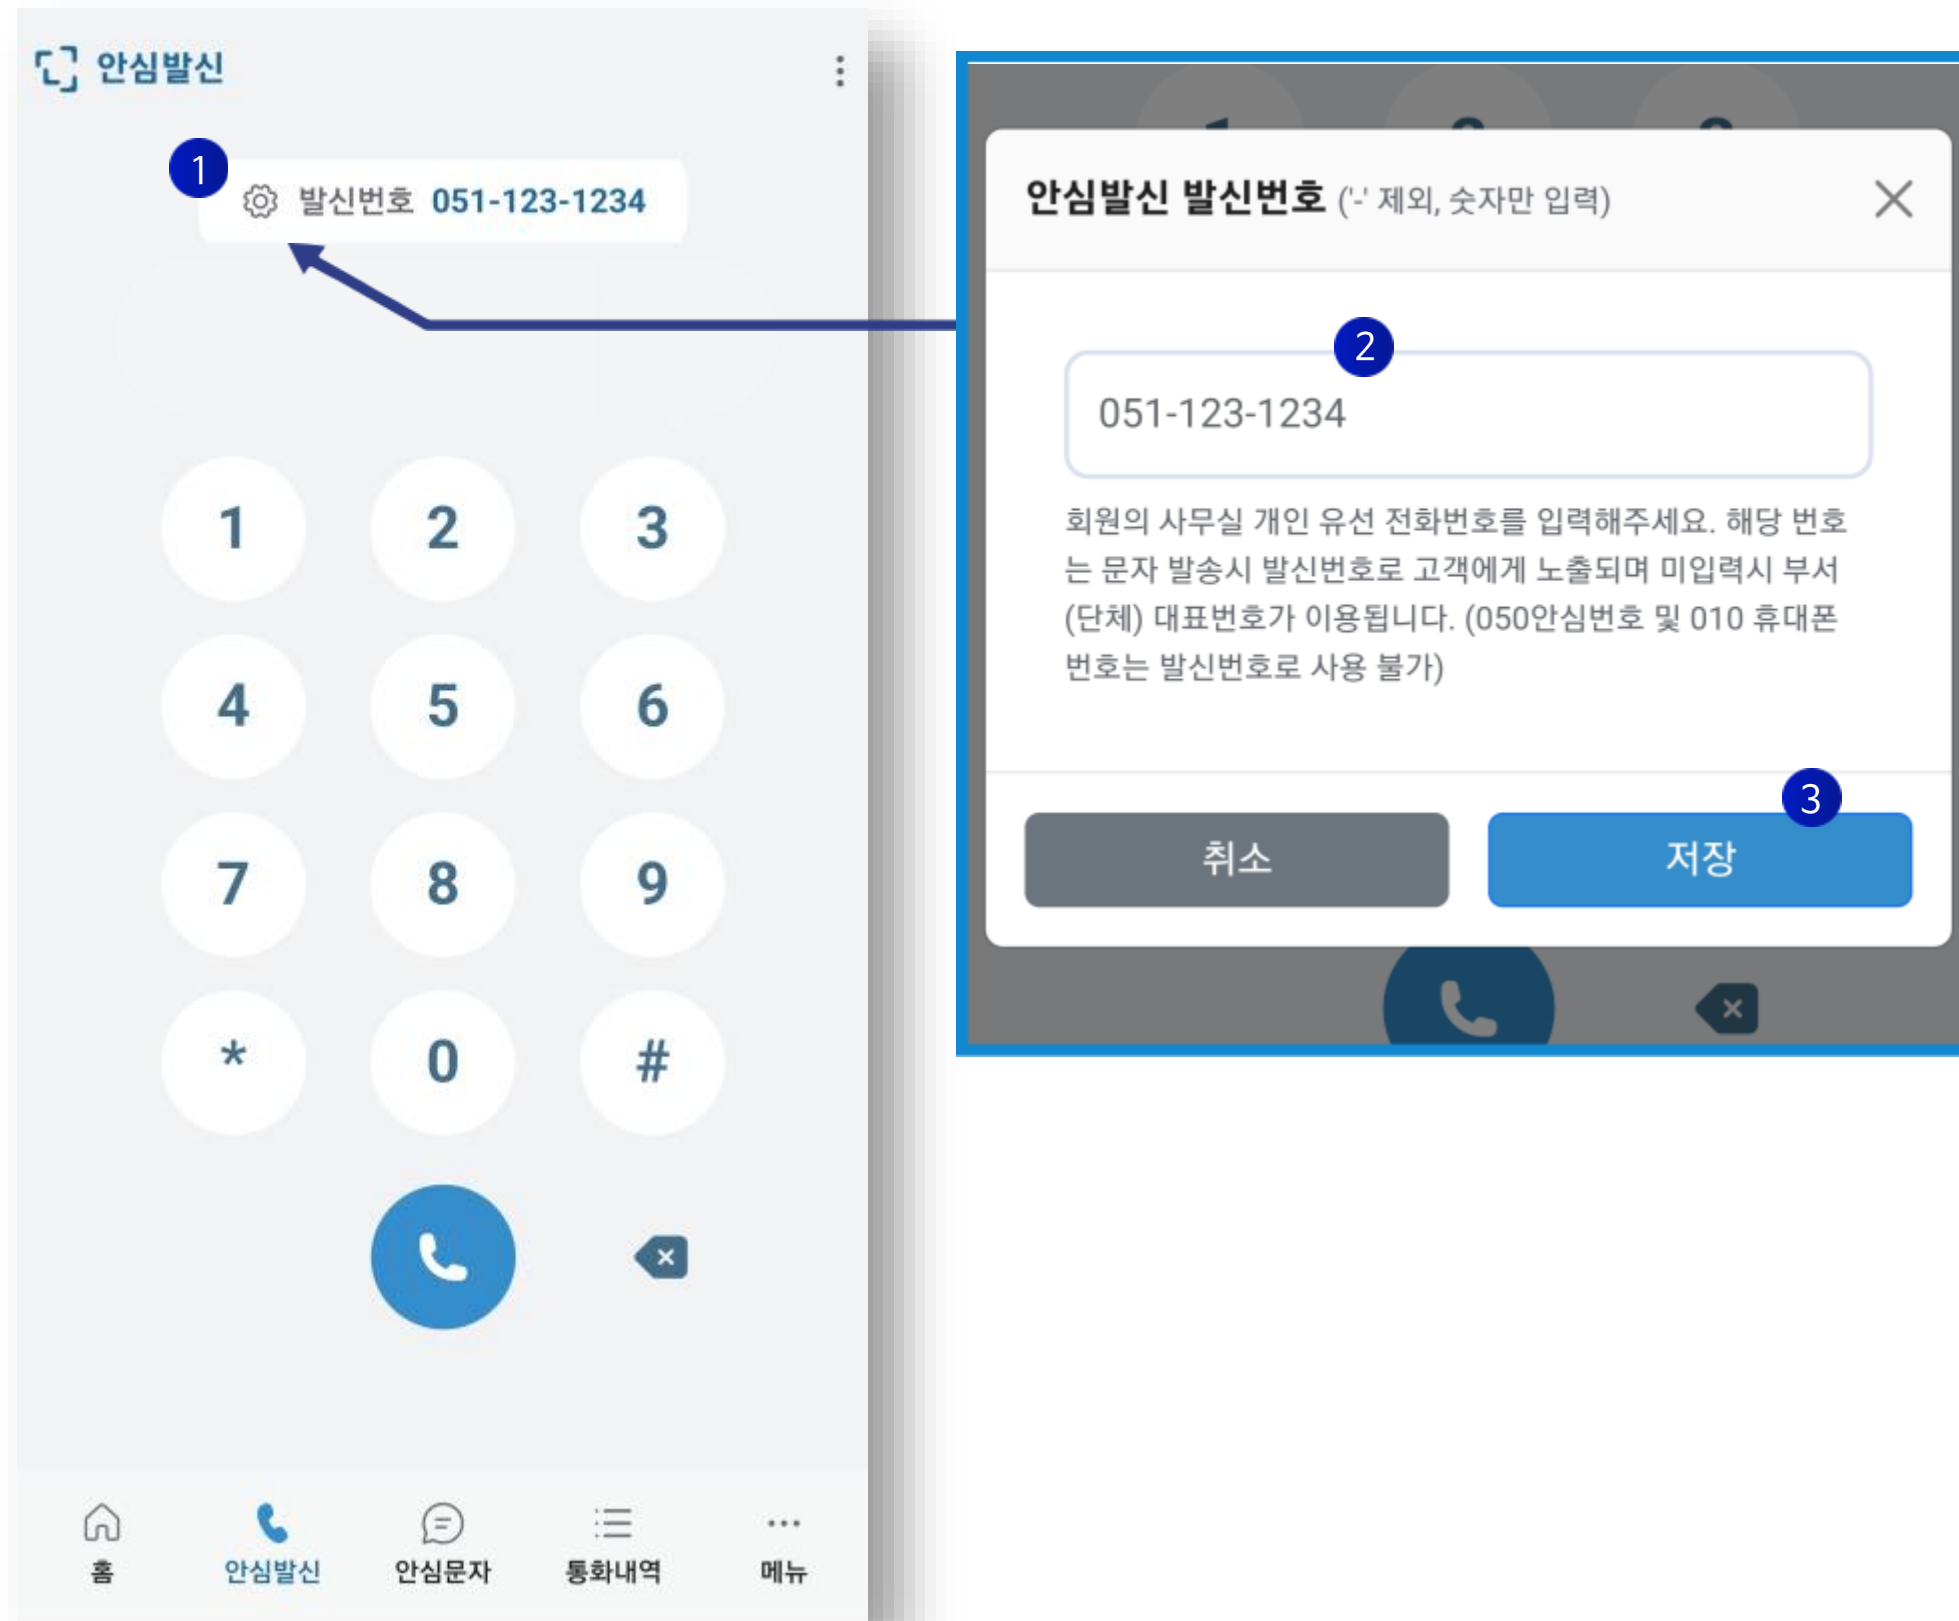 안심발신
1
발신번호 051-123-1234
1 2 3
4 5 6
7 8 9
* 0 #
홈 안심발신 안심문자 통화내역 메뉴
안심발신 발신번호 ('-' 제외, 숫자만 입력)
2
051-123-1234
회원의 사무실 개인 유선 전화번호를 입력해주세요. 해당 번호
는 문자 발송시 발신번호로 고객에게 노출되며 미입력시 부서
(단체) 대표번호가 이용됩니다. (050안심번호 및 010 휴대폰
번호는 발신번호로 사용 불가)
3
취소 저장